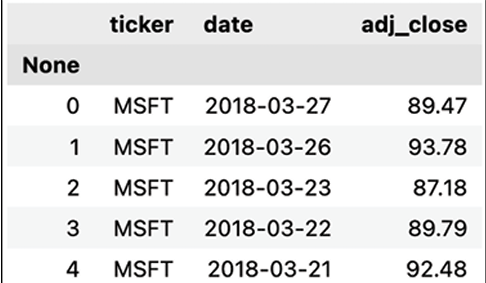 ticker date adj_close
None
0 MSFT 2018-03-27 89.47
1 MSFT 2018-03-26 93.78
2 MSFT 2018-03-23 87.18
3 MSFT 2018-03-22 89.79
4 MSFT 2018-03-21 92.48